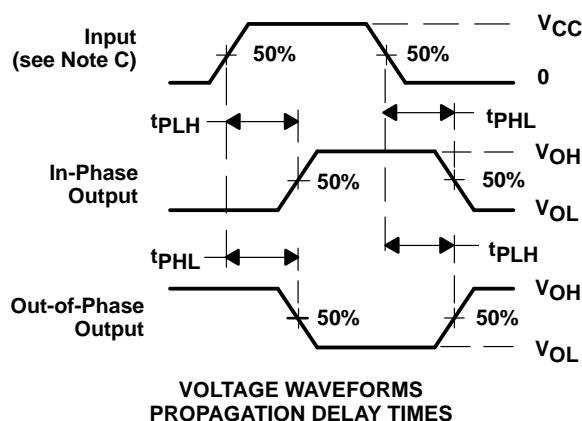 Input
(see Note C)
50%
50%
VCC
0
tPLH
tPHL
In-Phase
Output
50%
50%
VOH
VOL
tPHL
tPLH
Out-of-Phase
Output
50%
50%
VOH
VOL
VOLTAGE WAVEFORMS
PROPAGATION DELAY TIMES